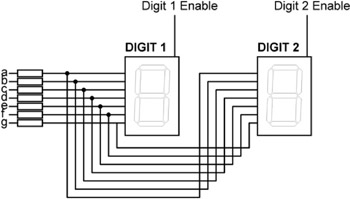 Digit 1 Enable
Digit 2 Enable
DIGIT 1
DIGIT 2
a
b
c
d
e
f
g